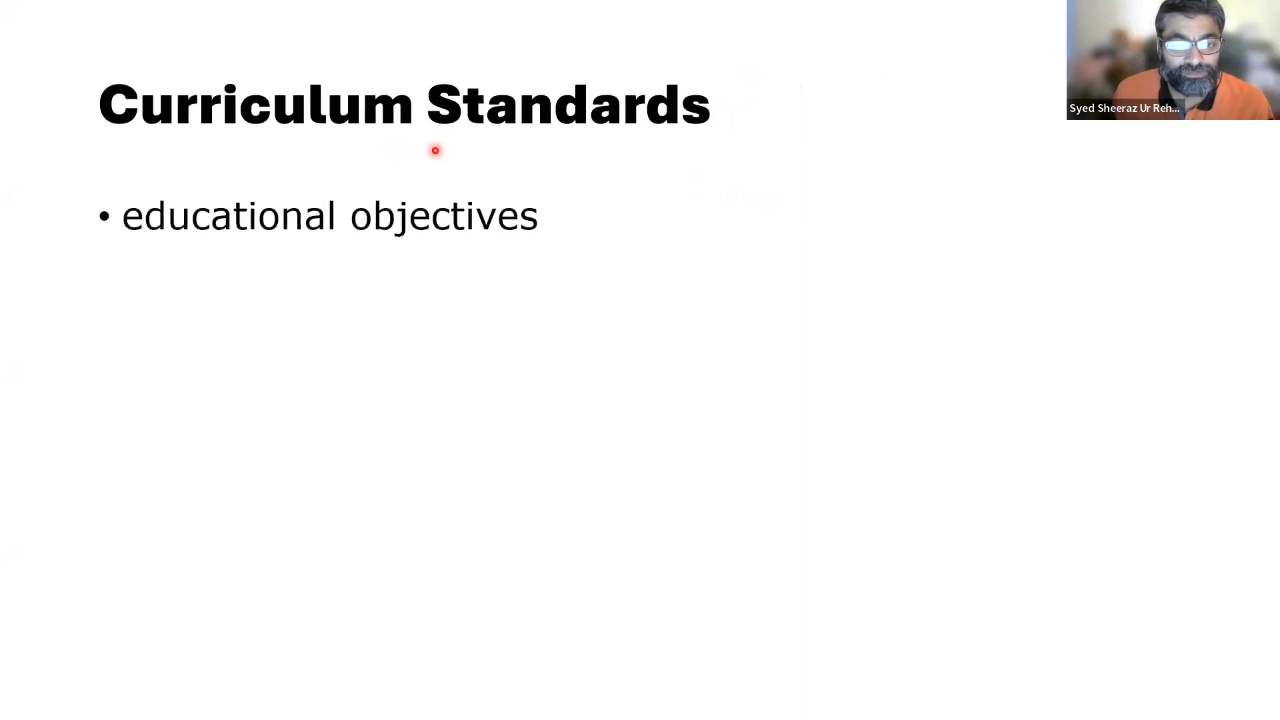 Curriculum Standards
Syed Sheeraz Ur Reh...
• educational objectives